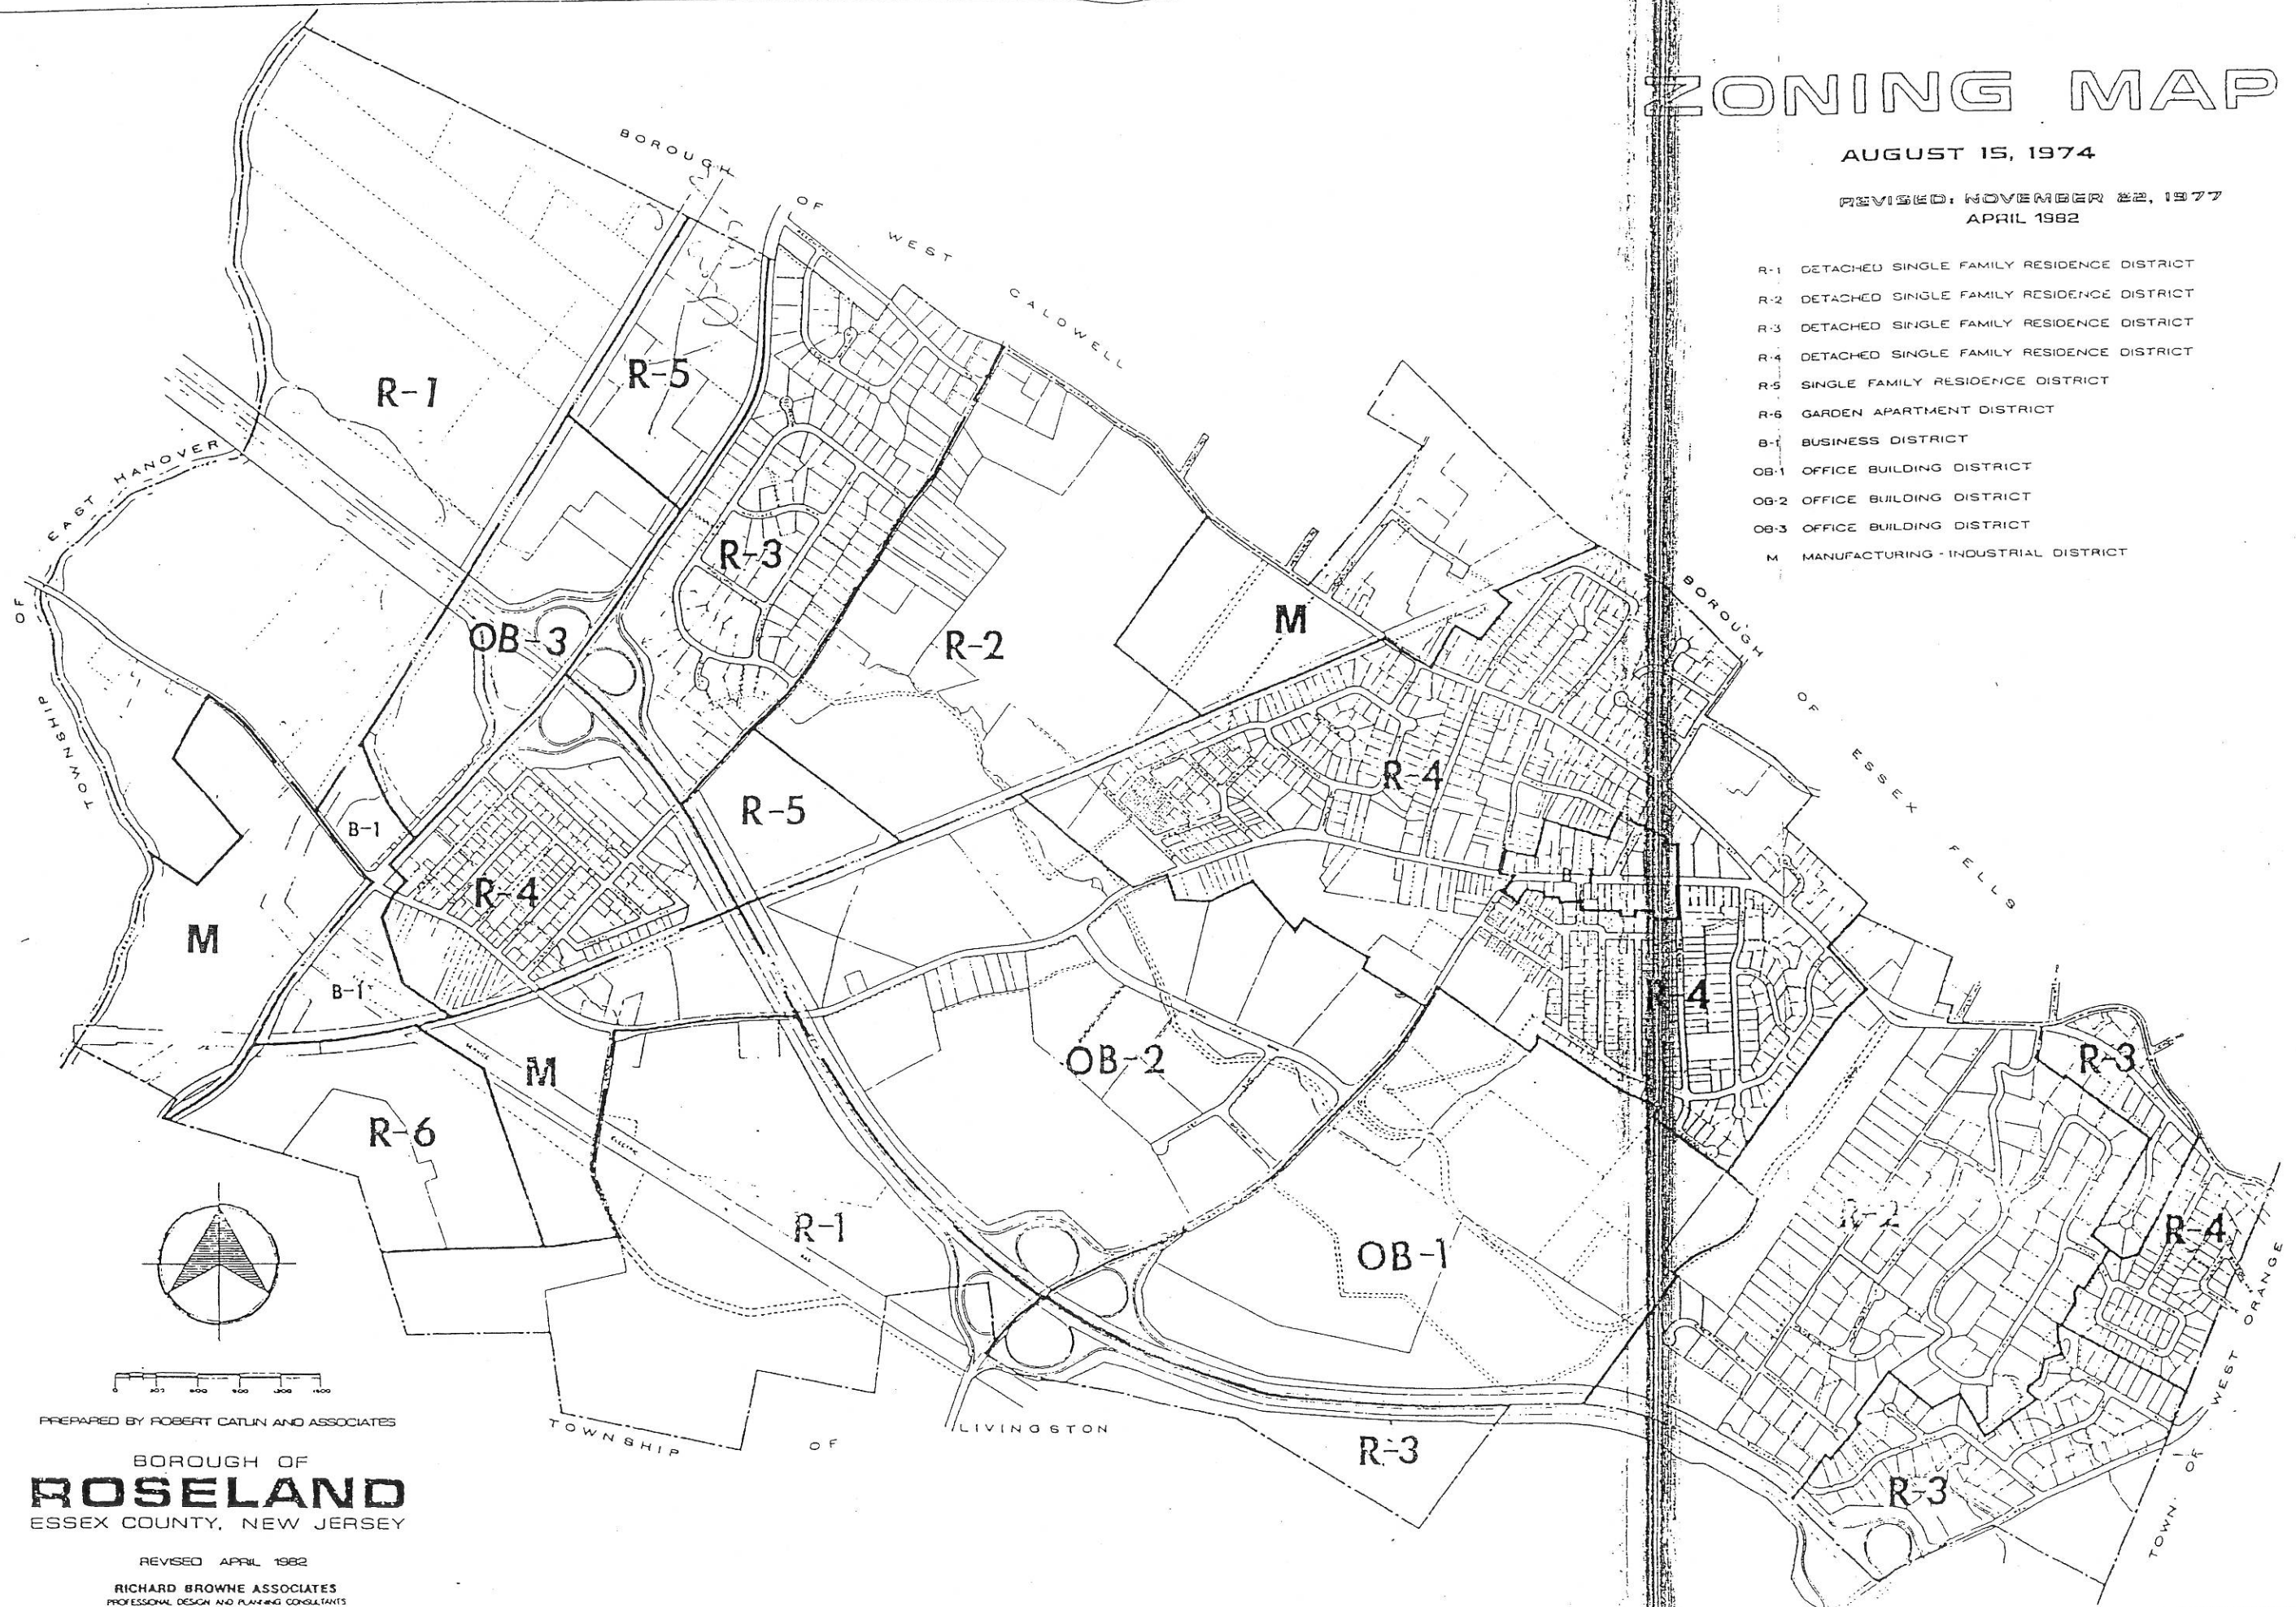 ZONING MAP
AUGUST 15, 1974
REVISED: NOVEMBER 22, 1977
APRIL 1982
R-1 DETACHED SINGLE FAMILY RESIDENCE DISTRICT
R-2 DETACHED SINGLE FAMILY RESIDENCE DISTRICT
R-3 DETACHED SINGLE FAMILY RESIDENCE DISTRICT
R-4 DETACHED SINGLE FAMILY RESIDENCE DISTRICT
R-5 SINGLE FAMILY RESIDENCE DISTRICT
R-6 GARDEN APARTMENT DISTRICT
B-1 BUSINESS DISTRICT
OB-1 OFFICE BUILDING DISTRICT
OB-2 OFFICE BUILDING DISTRICT
OB-3 OFFICE BUILDING DISTRICT
M MANUFACTURING - INDUSTRIAL DISTRICT
BOROUGH OF WEST CALDWELL
BOROUGH OF ESSEX FELLS
TOWNSHIP OF EAST HANOVER
R-1
R-5
R-3
OB-3
R-2
M
R-4
R-5
B-1
R-4
M
B-1
M
R-6
OB-2
R-4
R-3
R-1
OB-1
R-2
R-4
R-3
R-3
ELECTRIC
TOWNSHIP OF LIVINGSTON
TOWN OF WEST ORANGE
PREPARED BY ROBERT CATLIN AND ASSOCIATES
BOROUGH OF
ROSELAND
ESSEX COUNTY, NEW JERSEY
REVISED APRIL 1982
RICHARD BROWNE ASSOCIATES
PROFESSIONAL DESIGN AND PLANNING CONSULTANTS